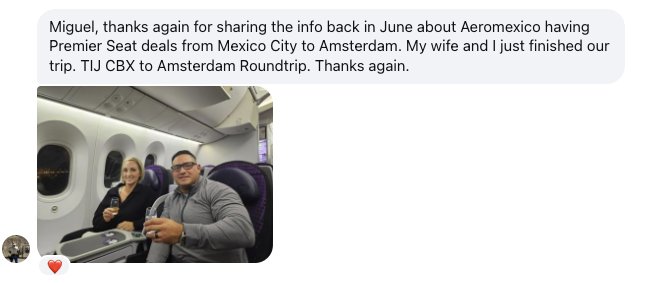 Miguel, thanks again for sharing the info back in June about Aeromexico having
Premier Seat deals from Mexico City to Amsterdam. My wife and I just finished our
trip. TIJ CBX to Amsterdam Roundtrip. Thanks again.